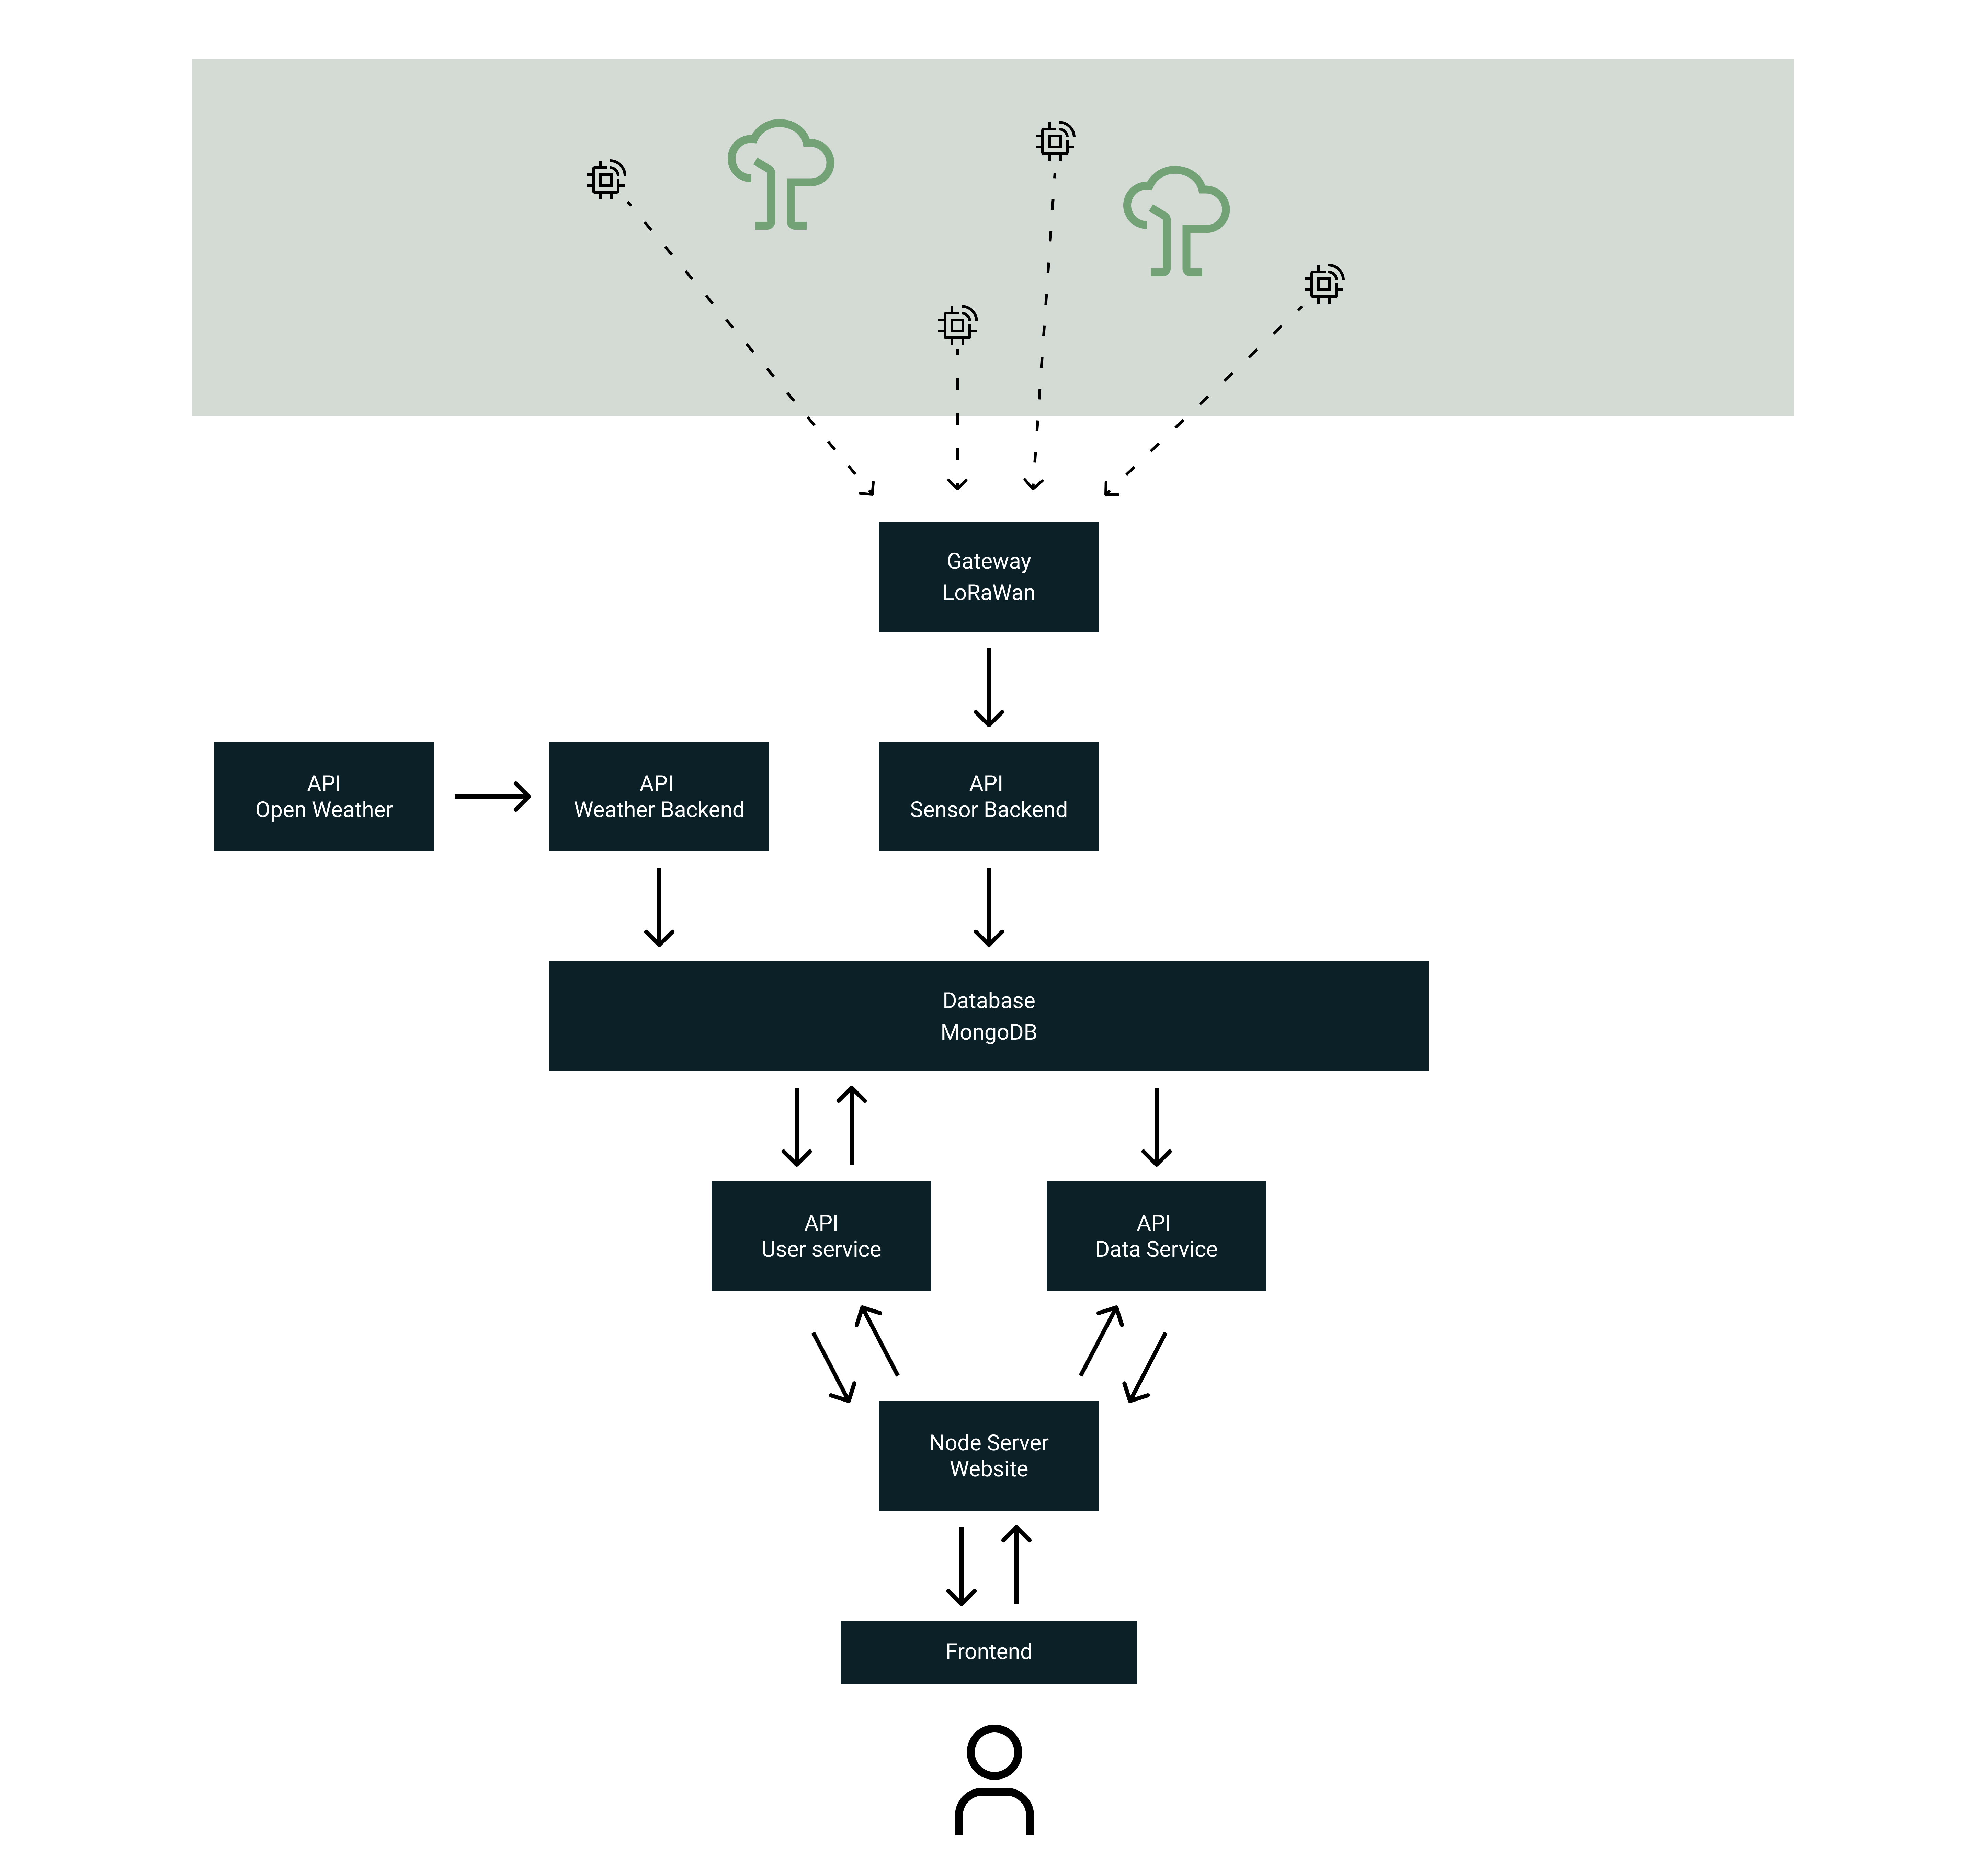 Gateway
LoRaWan
API
Open Weather
API
Weather Backend
API
Sensor Backend
Database
MongoDB
API
User service
API
Data Service
Node Server
Website
Frontend